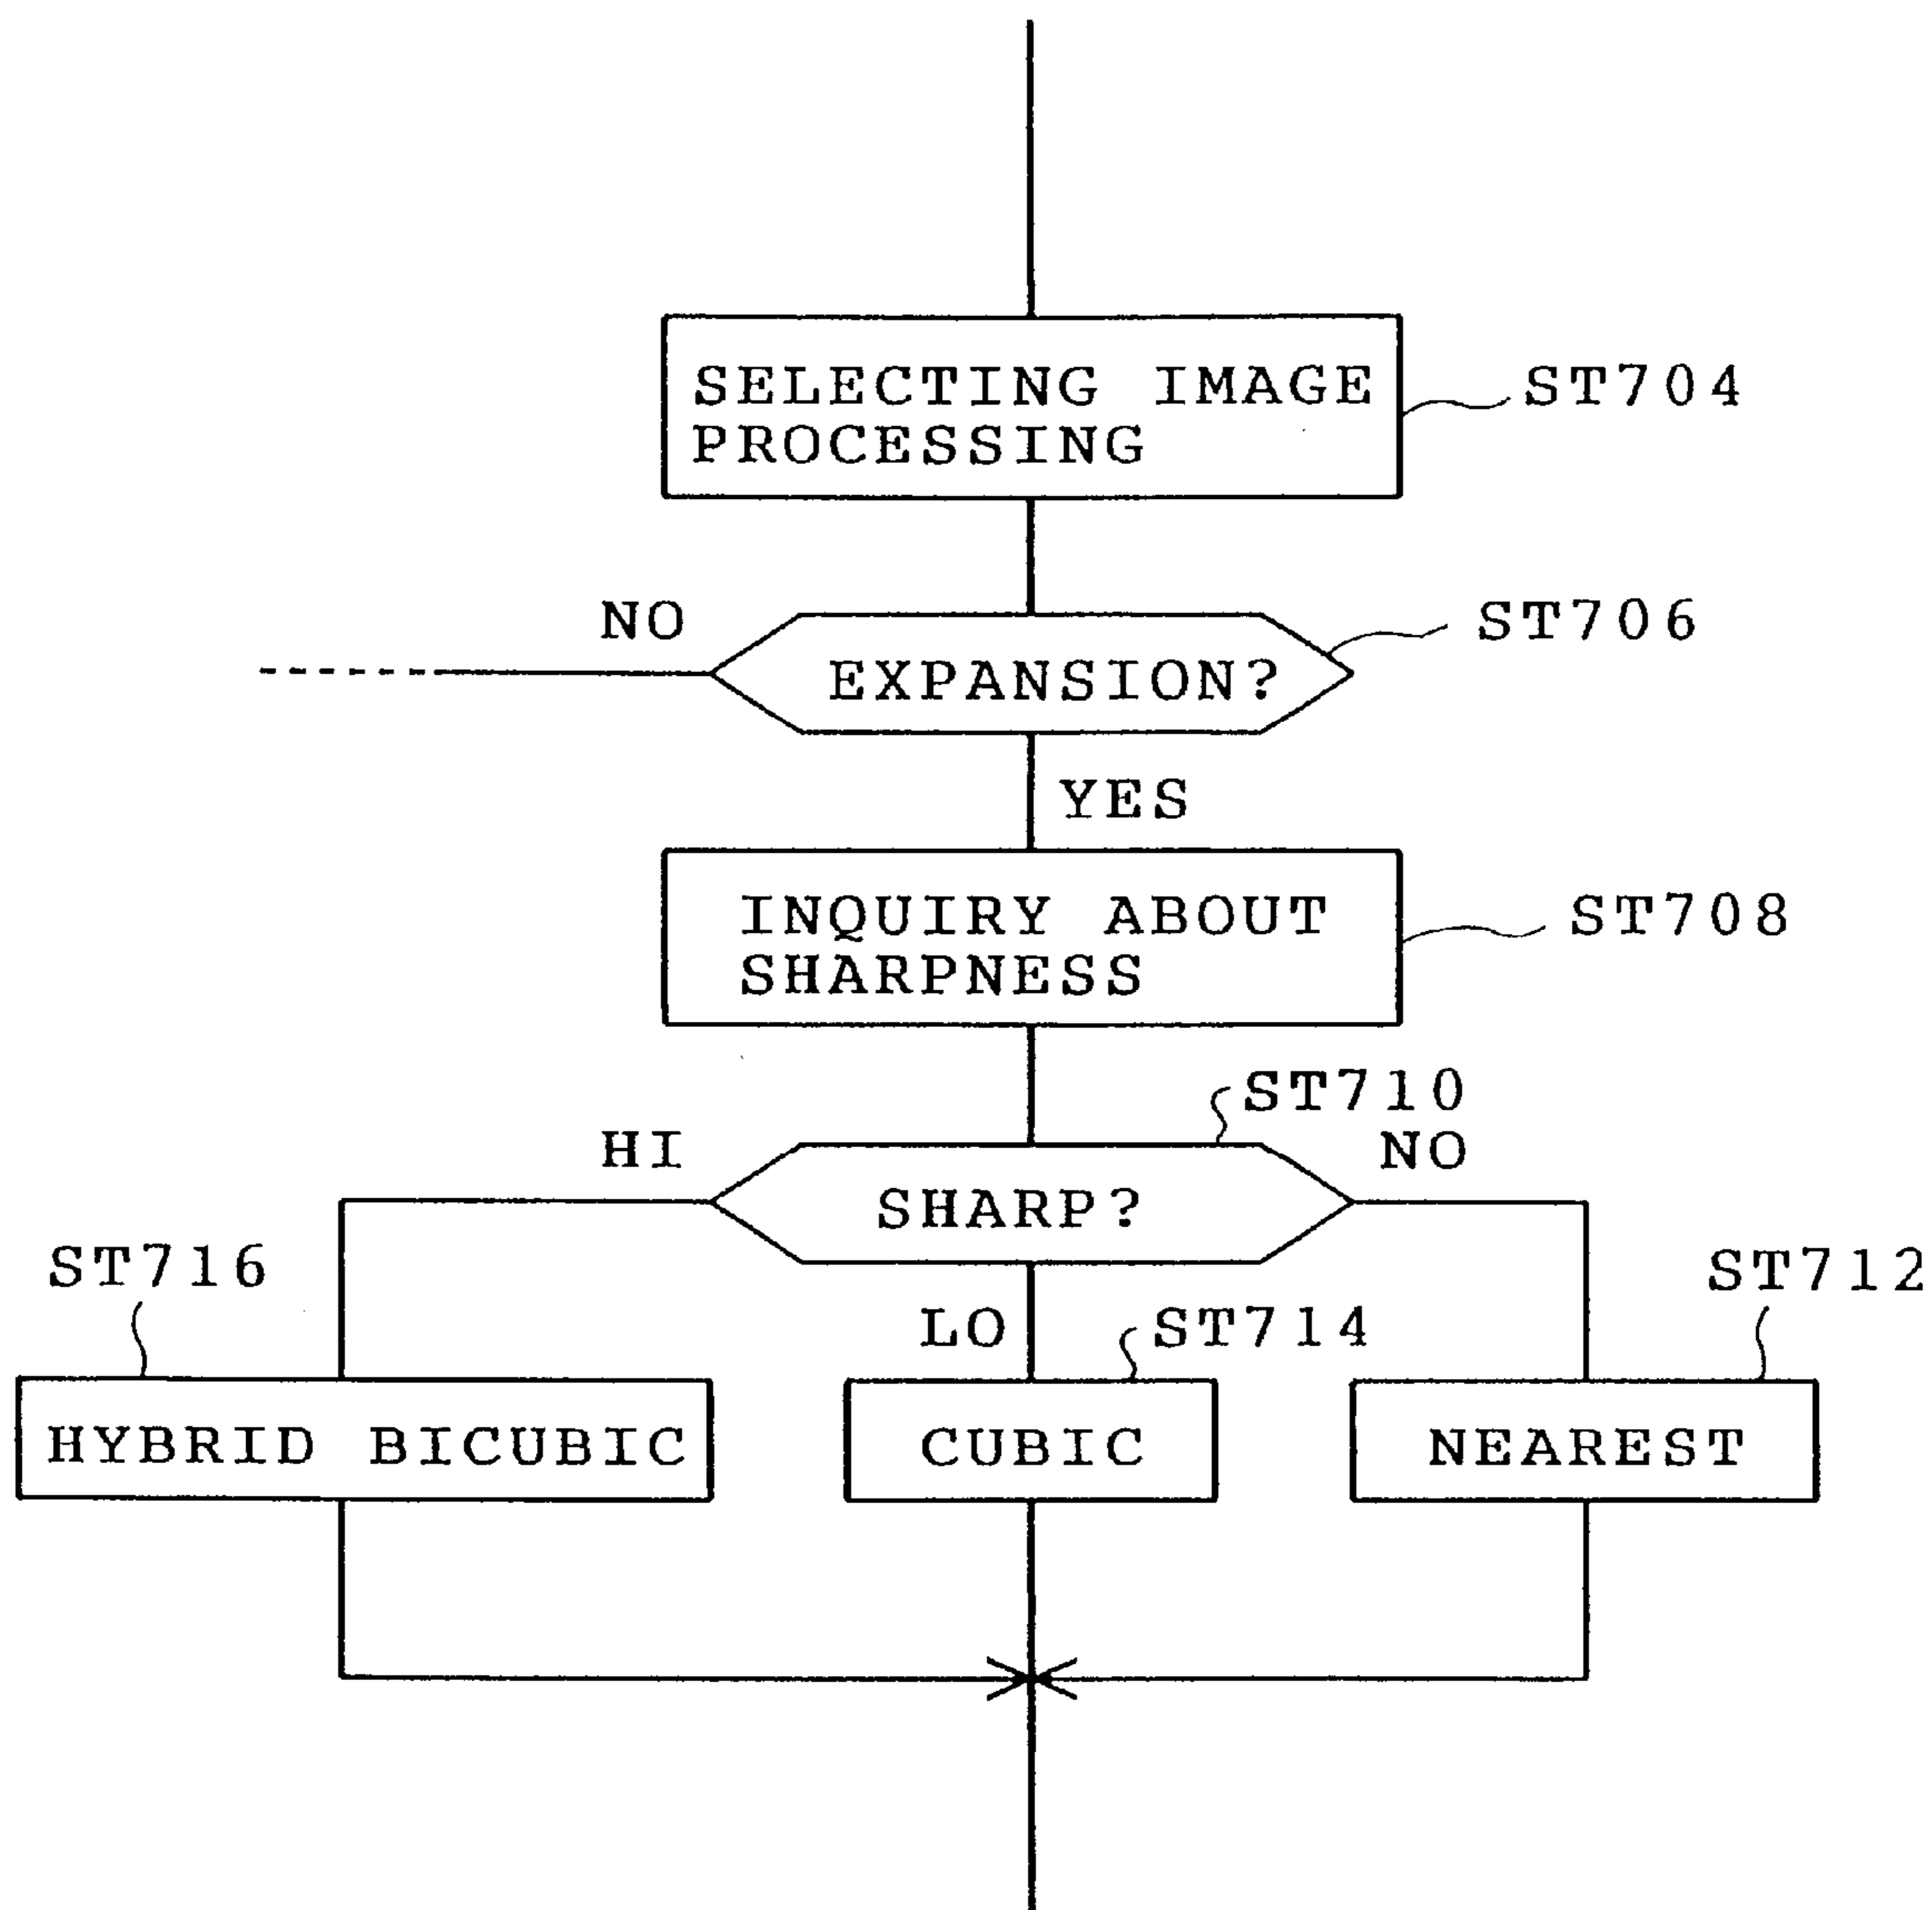 SELECTING IMAGE
PROCESSING
ST704
NO
ST706
EXPANSION?
YES
INQUIRY ABOUT
SHARPNESS
ST708
ST710
HI
NO
SHARP?
ST716
ST712
LO
ST714
HYBRID BICUBIC
CUBIC
NEAREST